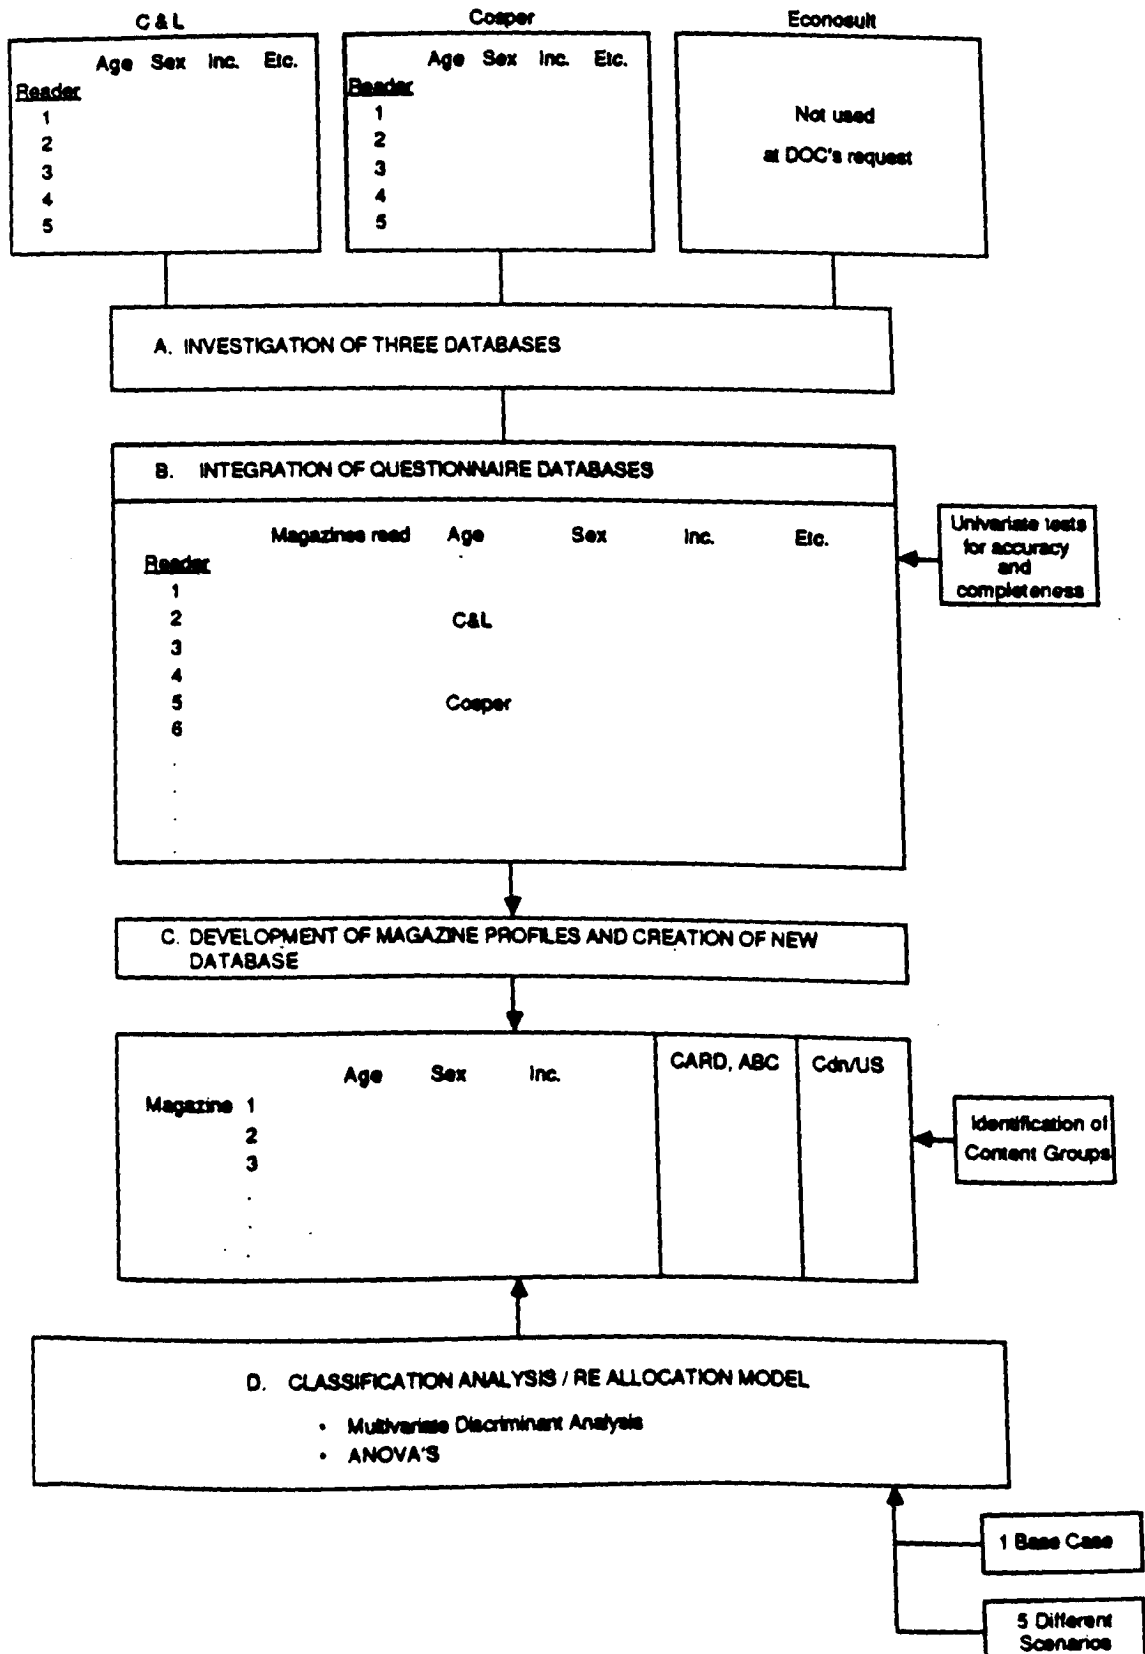 C & L
Cosper
Econosult
Age Sex Inc. Etc.
Reader
1
2
3
4
5
Age Sex Inc. Etc.
Reader
1
2
3
4
5
Not used
at DOC's request
A. INVESTIGATION OF THREE DATABASES
B. INTEGRATION OF QUESTIONNAIRE DATABASES
Magazines read Age Sex Inc. Etc.
Reader
1
2 C&L
3
4
5 Cosper
6
.
.
.
.
Univariate tests
for accuracy
and
completeness
C. DEVELOPMENT OF MAGAZINE PROFILES AND CREATION OF NEW
DATABASE
Age Sex Inc. CARD, ABC Cdn/US
Magazine 1
2
3
.
.
.
Identification of
Content Groups
D. CLASSIFICATION ANALYSIS / RE ALLOCATION MODEL
• Multivariate Discriminant Analysis
• ANOVA'S
1 Base Case
5 Different
Scenarios